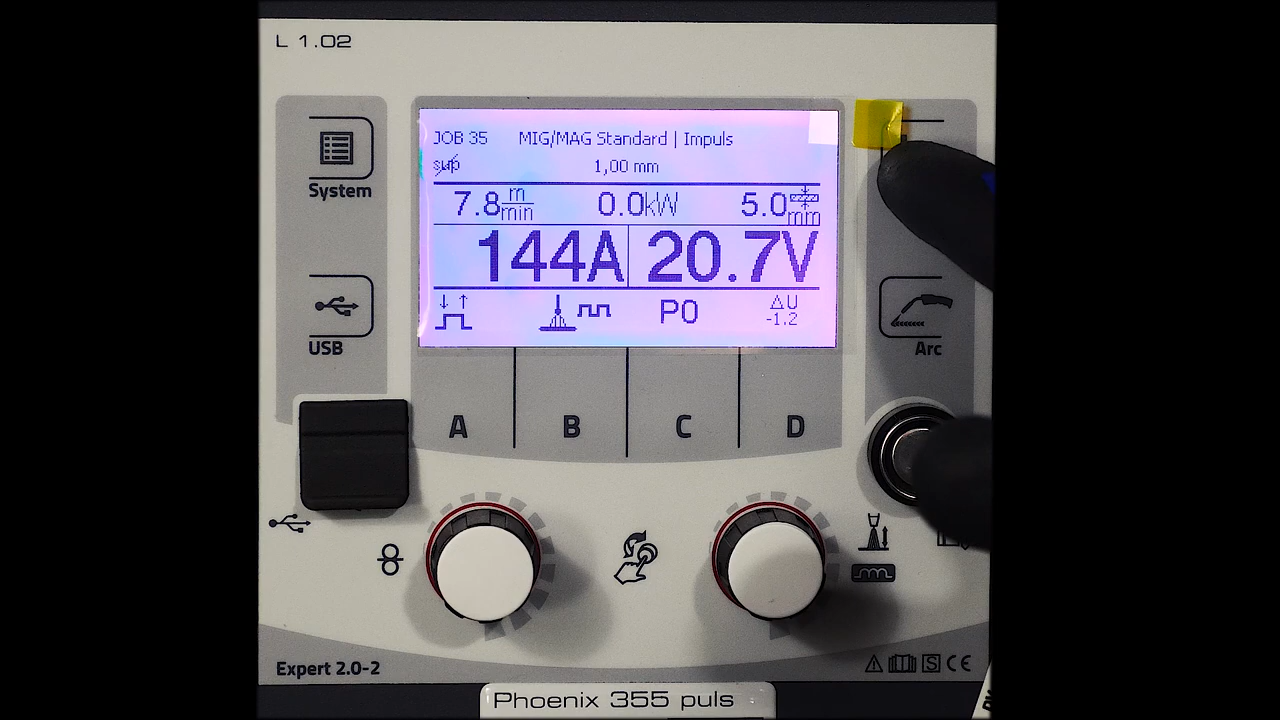 L 1.02
JOB 35 MIG/MAG Standard | Impuls
sup 1,00 mm
7.8 m/min 0.0kW 5.0 mm
144A 20.7V
P0 ΔU
-1.2
System
USB
Arc
A B C D
Expert 2.0-2
S CE
Phoenix 355 puls